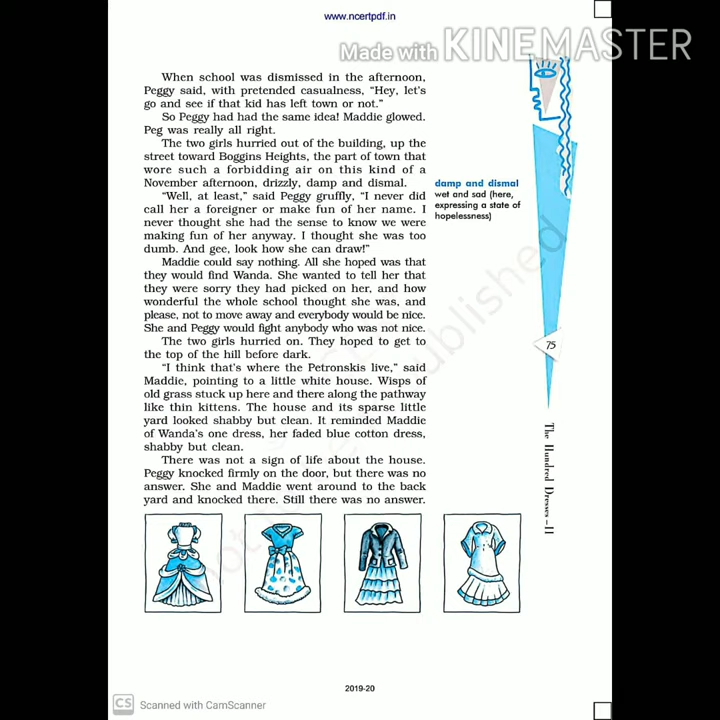 www.ncertpdf.in
Made with KINEMASTER
When school was dismissed in the afternoon,
Peggy said, with pretended casualness, “Hey, let’s
go and see if that kid has left town or not.”
So Peggy had had the same idea! Maddie glowed.
Peg was really all right.
The two girls hurried out of the building, up the
street toward Boggins Heights, the part of town that
wore such a forbidding air on this kind of a
November afternoon, drizzly, damp and dismal.
“Well, at least,” said Peggy gruffly, “I never did
call her a foreigner or make fun of her name. I
never thought she had the sense to know we were
making fun of her anyway. I thought she was too
dumb. And gee, look how she can draw!”
Maddie could say nothing. All she hoped was that
they would find Wanda. She wanted to tell her that
they were sorry they had picked on her, and how
wonderful the whole school thought she was, and
please, not to move away and everybody would be nice.
She and Peggy would fight anybody who was not nice.
The two girls hurried on. They hoped to get to
the top of the hill before dark.
“I think that’s where the Petronskis live,” said
Maddie, pointing to a little white house. Wisps of
old grass stuck up here and there along the pathway
like thin kittens. The house and its sparse little
yard looked shabby but clean. It reminded Maddie
of Wanda’s one dress, her faded blue cotton dress,
shabby but clean.
There was not a sign of life about the house.
Peggy knocked firmly on the door, but there was no
answer. She and Maddie went around to the back
yard and knocked there. Still there was no answer.
damp and dismal
wet and sad (here,
expressing a state of
hopelessness)
75
The Hundred Dresses–II
2019-20
CS Scanned with CamScanner